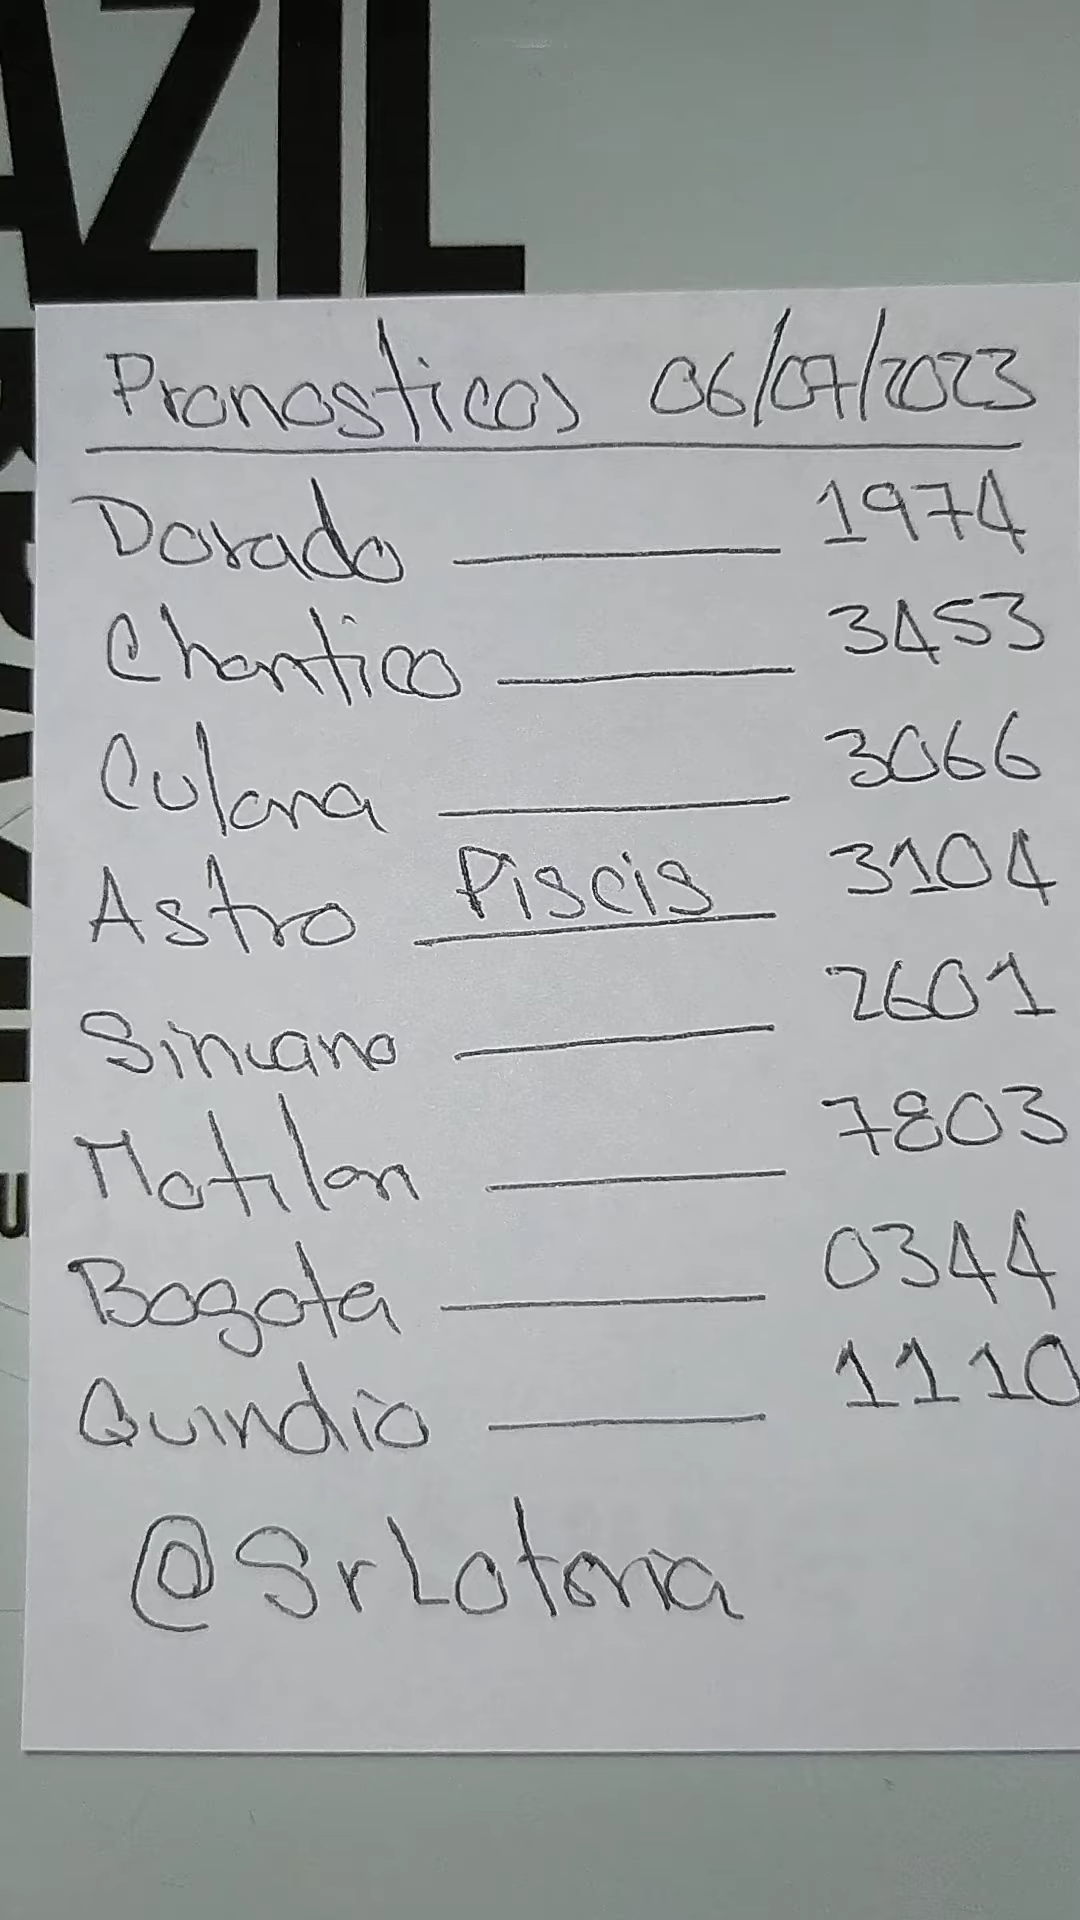 AZIL
Pronosticos 06/07/2023
Dorado 1974
Chontico 3453
Culona 3066
Astro Piscis 3104
Sinuano 2601
Motilon 7803
Bogota 0344
Quindio 1110
@SrLoteria